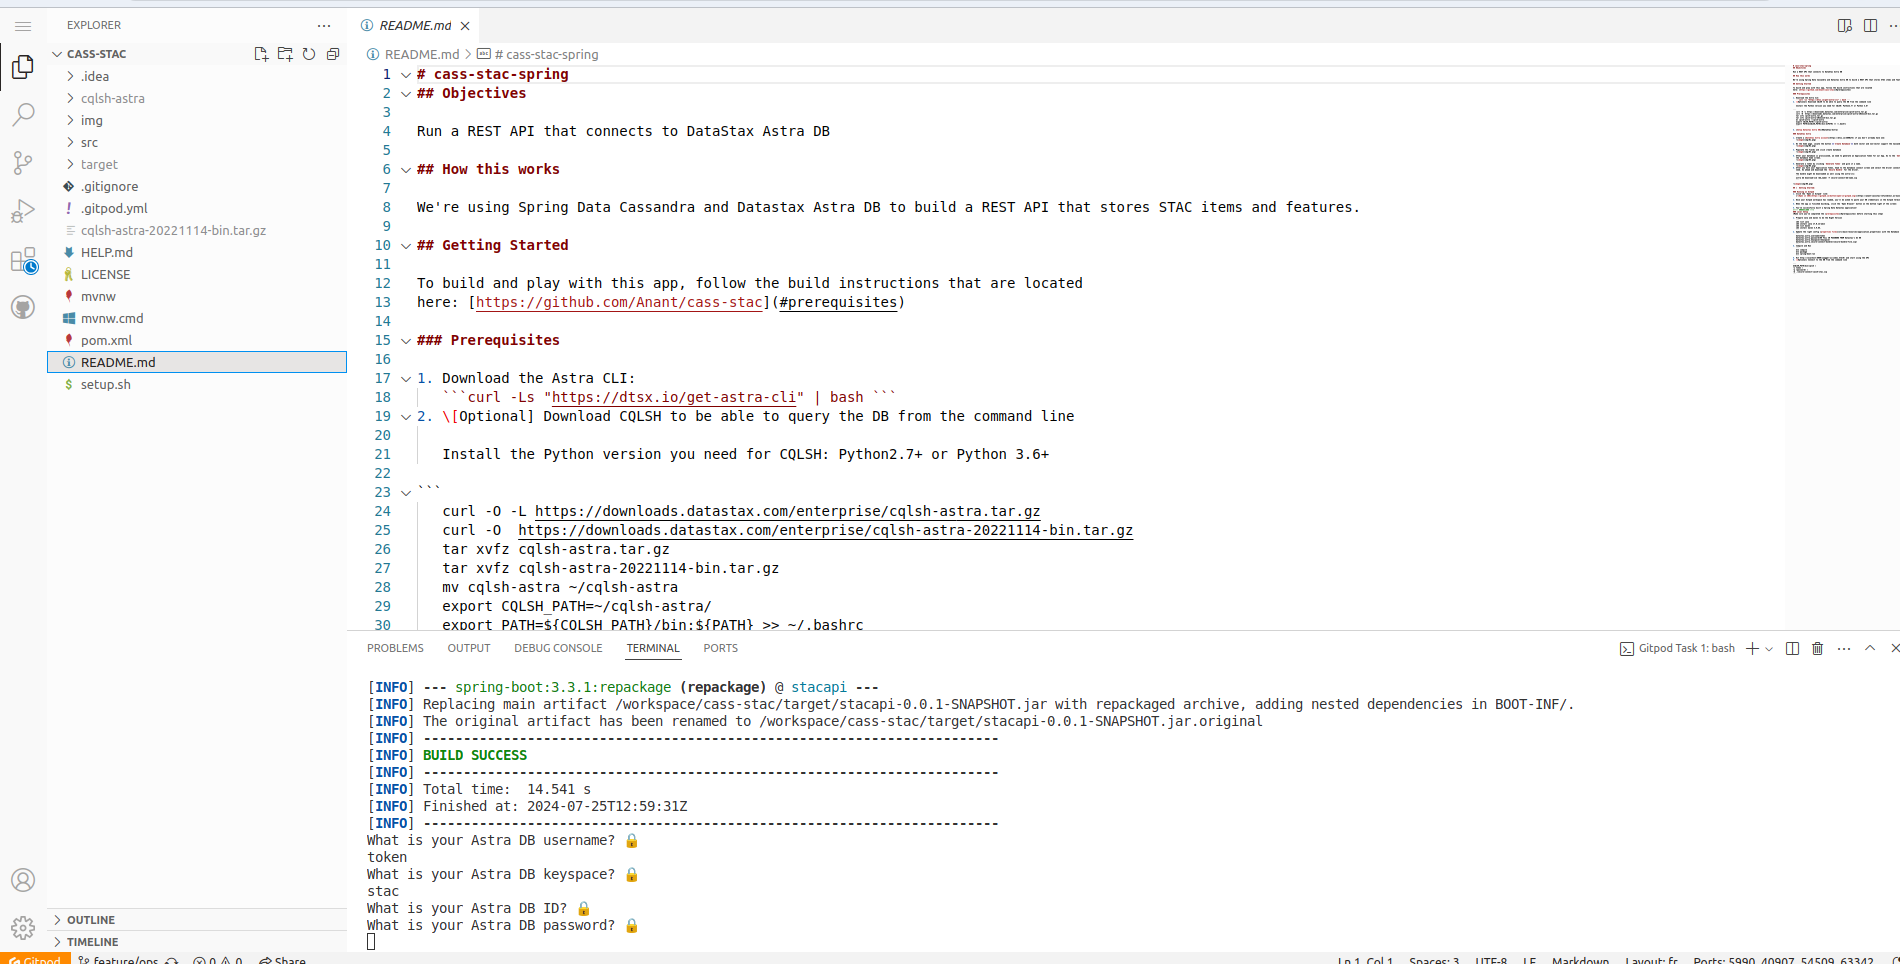 EXPLORER
CASS-STAC
.idea
cqlsh-astra
img
src
target
.gitignore
.gitpod.yml
cqlsh-astra-20221114-bin.tar.gz
HELP.md
LICENSE
mvnw
mvnw.cmd
pom.xml
README.md
setup.sh
OUTLINE
TIMELINE
README.md
README.md > # cass-stac-spring
1 # cass-stac-spring
2 ## Objectives
3
4 Run a REST API that connects to DataStax Astra DB
5
6 ## How this works
7
8 We're using Spring Data Cassandra and Datastax Astra DB to build a REST API that stores STAC items and features.
9
10 ## Getting Started
11
12 To build and play with this app, follow the build instructions that are located
13 here: [https://github.com/Anant/cass-stac](#prerequisites)
14
15 ### Prerequisites
16
17 1. Download the Astra CLI:
18 ```curl -Ls "https://dtsx.io/get-astra-cli" | bash ```
19 2. \[Optional] Download CQLSH to be able to query the DB from the command line
20
21 Install the Python version you need for CQLSH: Python2.7+ or Python 3.6+
22
23 ```
24 curl -O -L https://downloads.datastax.com/enterprise/cqlsh-astra.tar.gz
25 curl -O  https://downloads.datastax.com/enterprise/cqlsh-astra-20221114-bin.tar.gz
26 tar xvfz cqlsh-astra.tar.gz
27 tar xvfz cqlsh-astra-20221114-bin.tar.gz
28 mv cqlsh-astra ~/cqlsh-astra
29 export CQLSH_PATH=~/cqlsh-astra/
30 export PATH=${CQLSH_PATH}/bin:${PATH} >> ~/.bashrc
PROBLEMS OUTPUT DEBUG CONSOLE TERMINAL PORTS
Gitpod Task 1: bash
[INFO] --- spring-boot:3.3.1:repackage (repackage) @ stacapi ---
[INFO] Replacing main artifact /workspace/cass-stac/target/stacapi-0.0.1-SNAPSHOT.jar with repackaged archive, adding nested dependencies in BOOT-INF/.
[INFO] The original artifact has been renamed to /workspace/cass-stac/target/stacapi-0.0.1-SNAPSHOT.jar.original
[INFO] ------------------------------------------------------------------------
[INFO] BUILD SUCCESS
[INFO] ------------------------------------------------------------------------
[INFO] Total time:  14.541 s
[INFO] Finished at: 2024-07-25T12:59:31Z
[INFO] ------------------------------------------------------------------------
What is your Astra DB username? 🔒
token
What is your Astra DB keyspace? 🔒
stac
What is your Astra DB ID? 🔒
What is your Astra DB password? 🔒
Gitpod feature/ops 0 0 Share Ln 1, Col 1 Spaces: 3 UTF-8 LF Markdown Layout: fr Ports: 5990, 40907, 54509, 63342